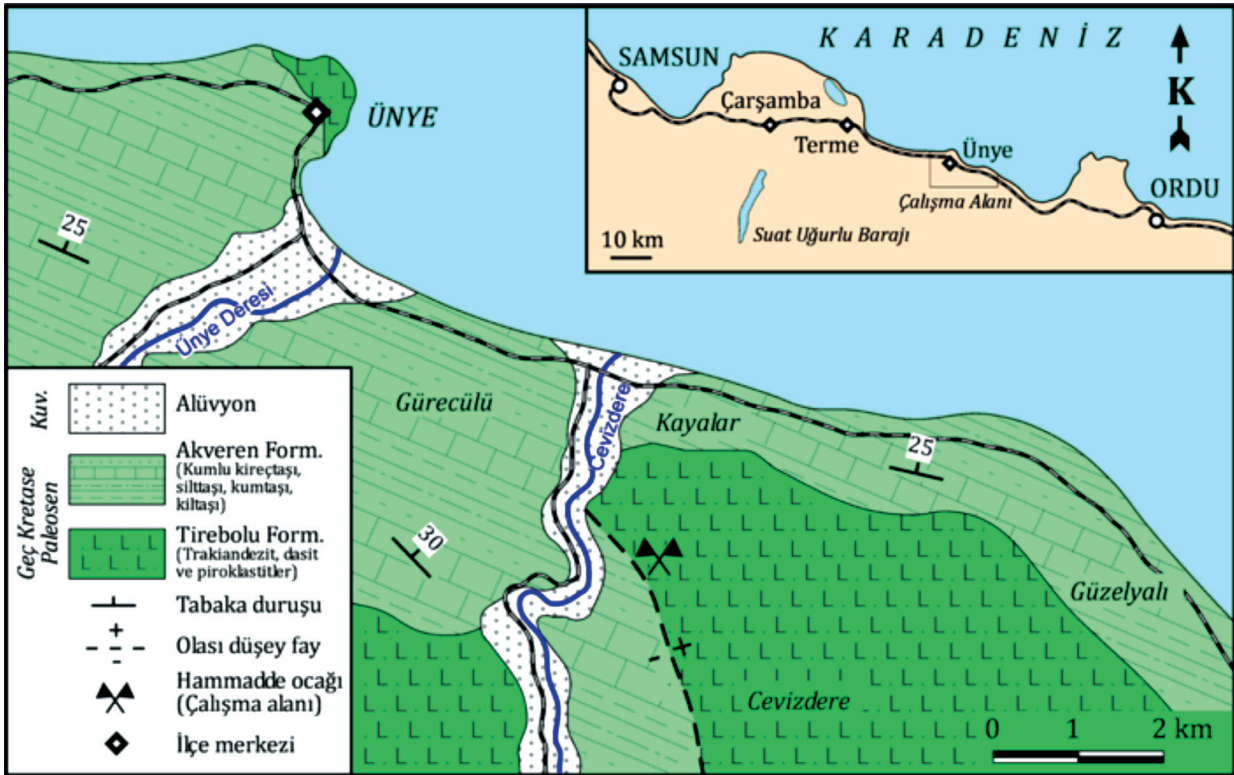 KARADENİZ
SAMSUN
Çarşamba
Terme
Ünye
ORDU
K
Çalışma Alanı
Suat Uğurlu Barajı
10 km
ÜNYE
25
Ünye Deresi
Gürecülü
Cevizdere
Kayalar
25
30
Güzelyalı
Cevizdere
0 1 2 km
Kuv.
Alüvyon
Geç Kretase
Paleosen
Akveren Form.
(Kumlu kireçtaşı,
silttaşı, kumtaşı,
kiltaşı)
Tirebolu Form.
(Trakiandezit, dasit
ve piroklastitler)
Tabaka duruşu
Olası düşey fay
Hammadde ocağı
(Çalışma alanı)
İlçe merkezi